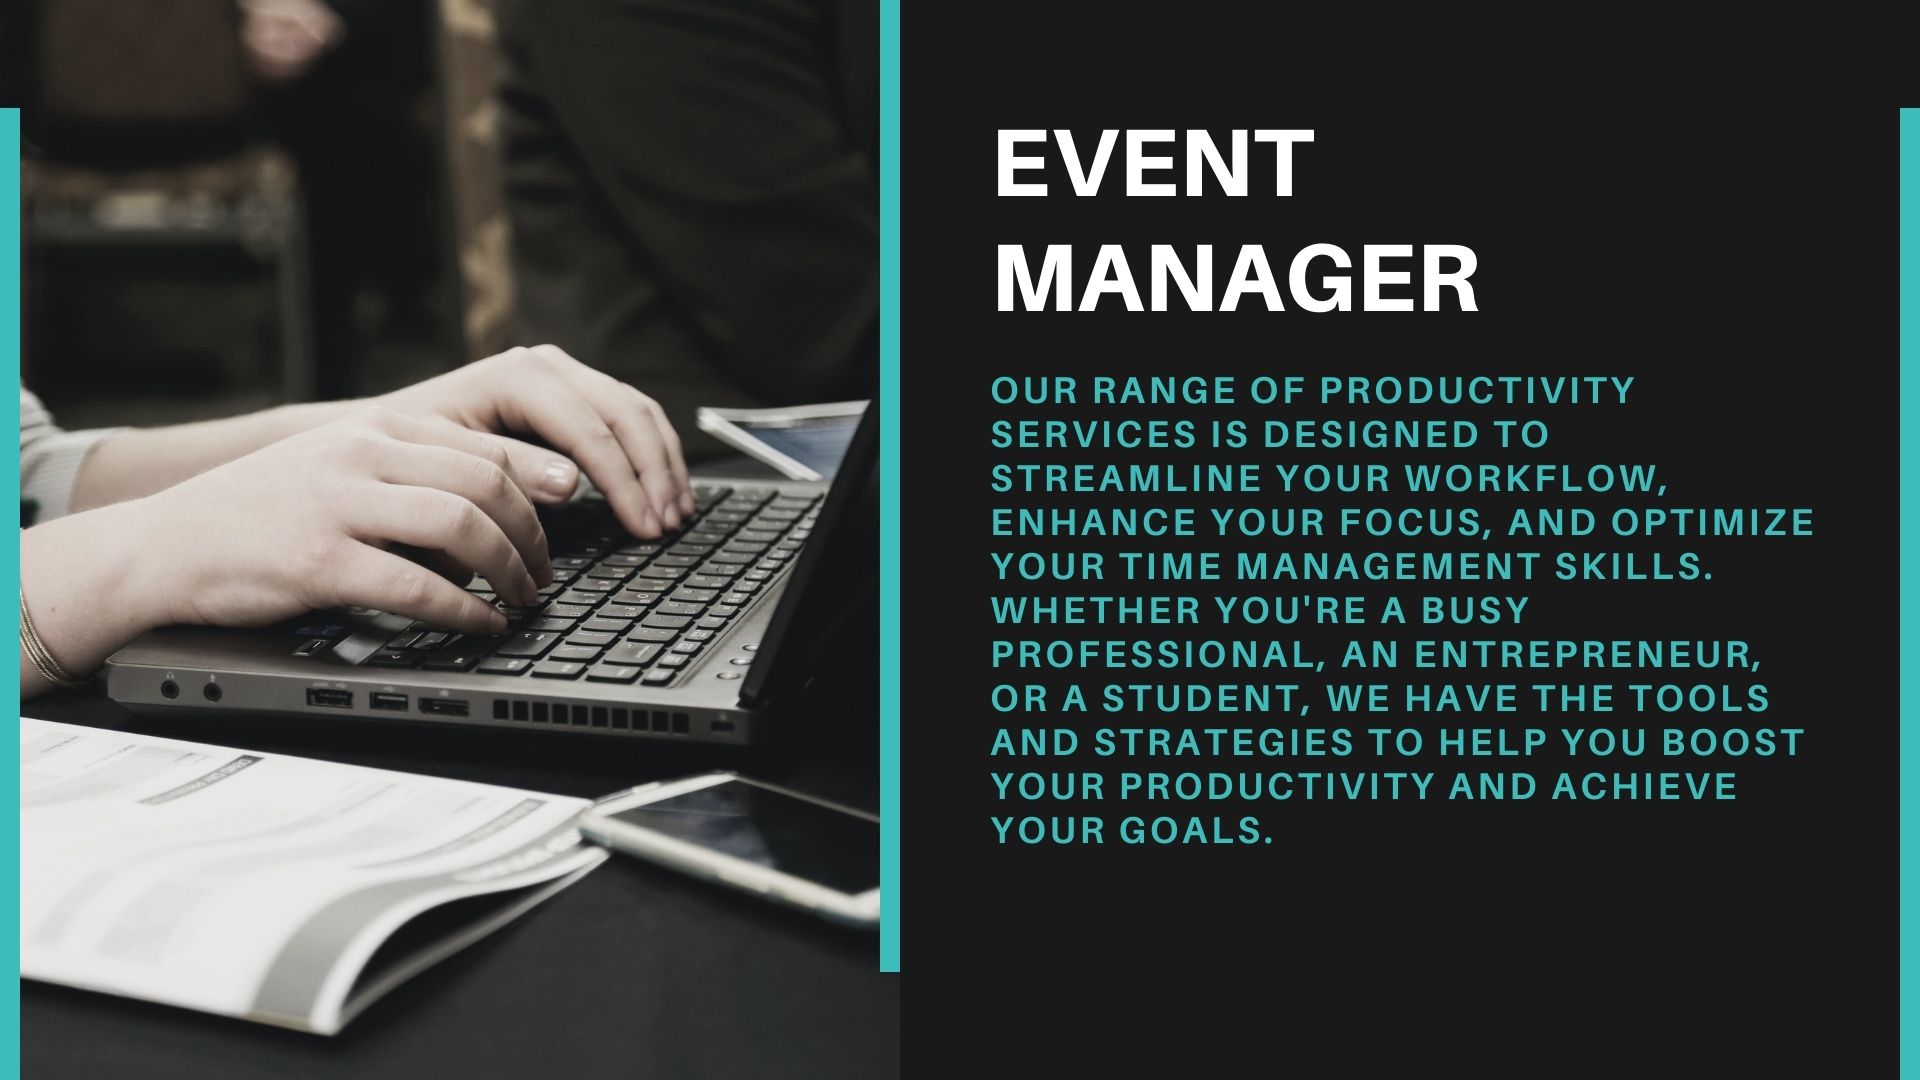 EVENT
MANAGER
OUR RANGE OF PRODUCTIVITY
SERVICES IS DESIGNED TO
STREAMLINE YOUR WORKFLOW,
ENHANCE YOUR FOCUS, AND OPTIMIZE
YOUR TIME MANAGEMENT SKILLS.
WHETHER YOU'RE A BUSY
PROFESSIONAL, AN ENTREPRENEUR,
OR A STUDENT, WE HAVE THE TOOLS
AND STRATEGIES TO HELP YOU BOOST
YOUR PRODUCTIVITY AND ACHIEVE
YOUR GOALS.